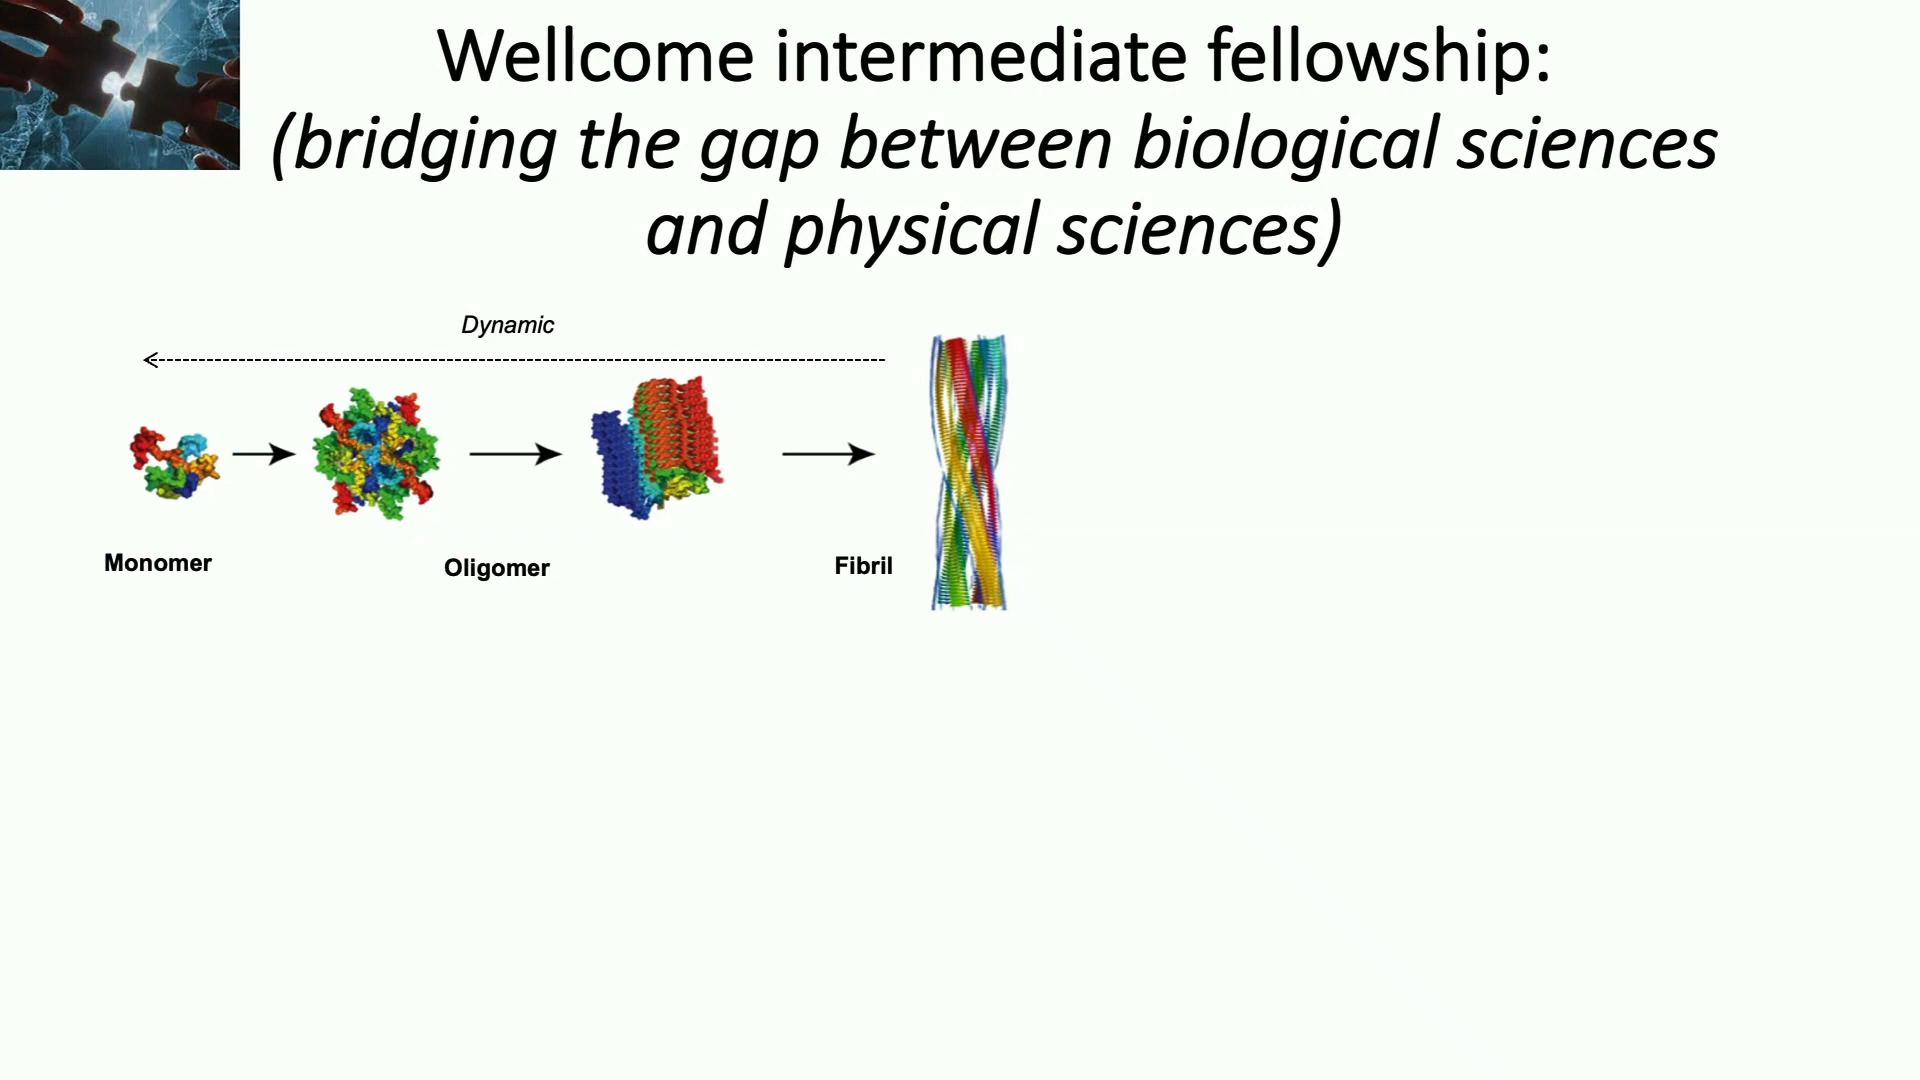 Wellcome intermediate fellowship:
(bridging the gap between biological sciences
and physical sciences)
Dynamic
Monomer
Oligomer
Fibril